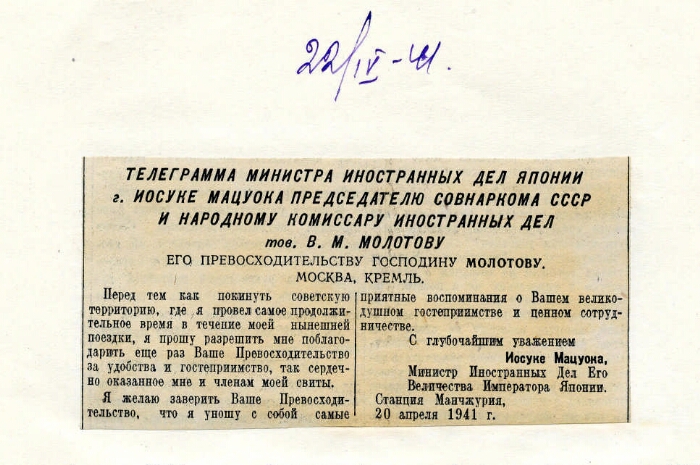 22/IV-41.
ТЕЛЕГРАММА МИНИСТРА ИНОСТРАННЫХ ДЕЛ ЯПОНИИ
г. ИОСУКЕ МАЦУОКА ПРЕДСЕДАТЕЛЮ СОВНАРКОМА СССР
И НАРОДНОМУ КОМИССАРУ ИНОСТРАННЫХ ДЕЛ
тов. В. М. МОЛОТОВУ
ЕГО ПРЕВОСХОДИТЕЛЬСТВУ ГОСПОДИНУ МОЛОТОВУ.
МОСКВА, КРЕМЛЬ.
Перед тем как покинуть советскую
территорию, где я провел самое продолжи-
тельное время в течение моей нынешней
поездки, я прошу разрешить мне поблаго-
дарить еще раз Ваше Превосходительство
за удобства и гостеприимство, так сердеч-
но оказанное мне и членам моей свиты.
Я желаю заверить Ваше Превосходи-
тельство, что я уношу с собой самые
приятные воспоминания о Вашем велико-
душном гостеприимстве и ценном сотруд-
ничестве.
С глубочайшим уважением
Иосуке Мацуока,
Министр Иностранных Дел Его
Величества Императора Японии.
Станция Манчжурия,
20 апреля 1941 г.